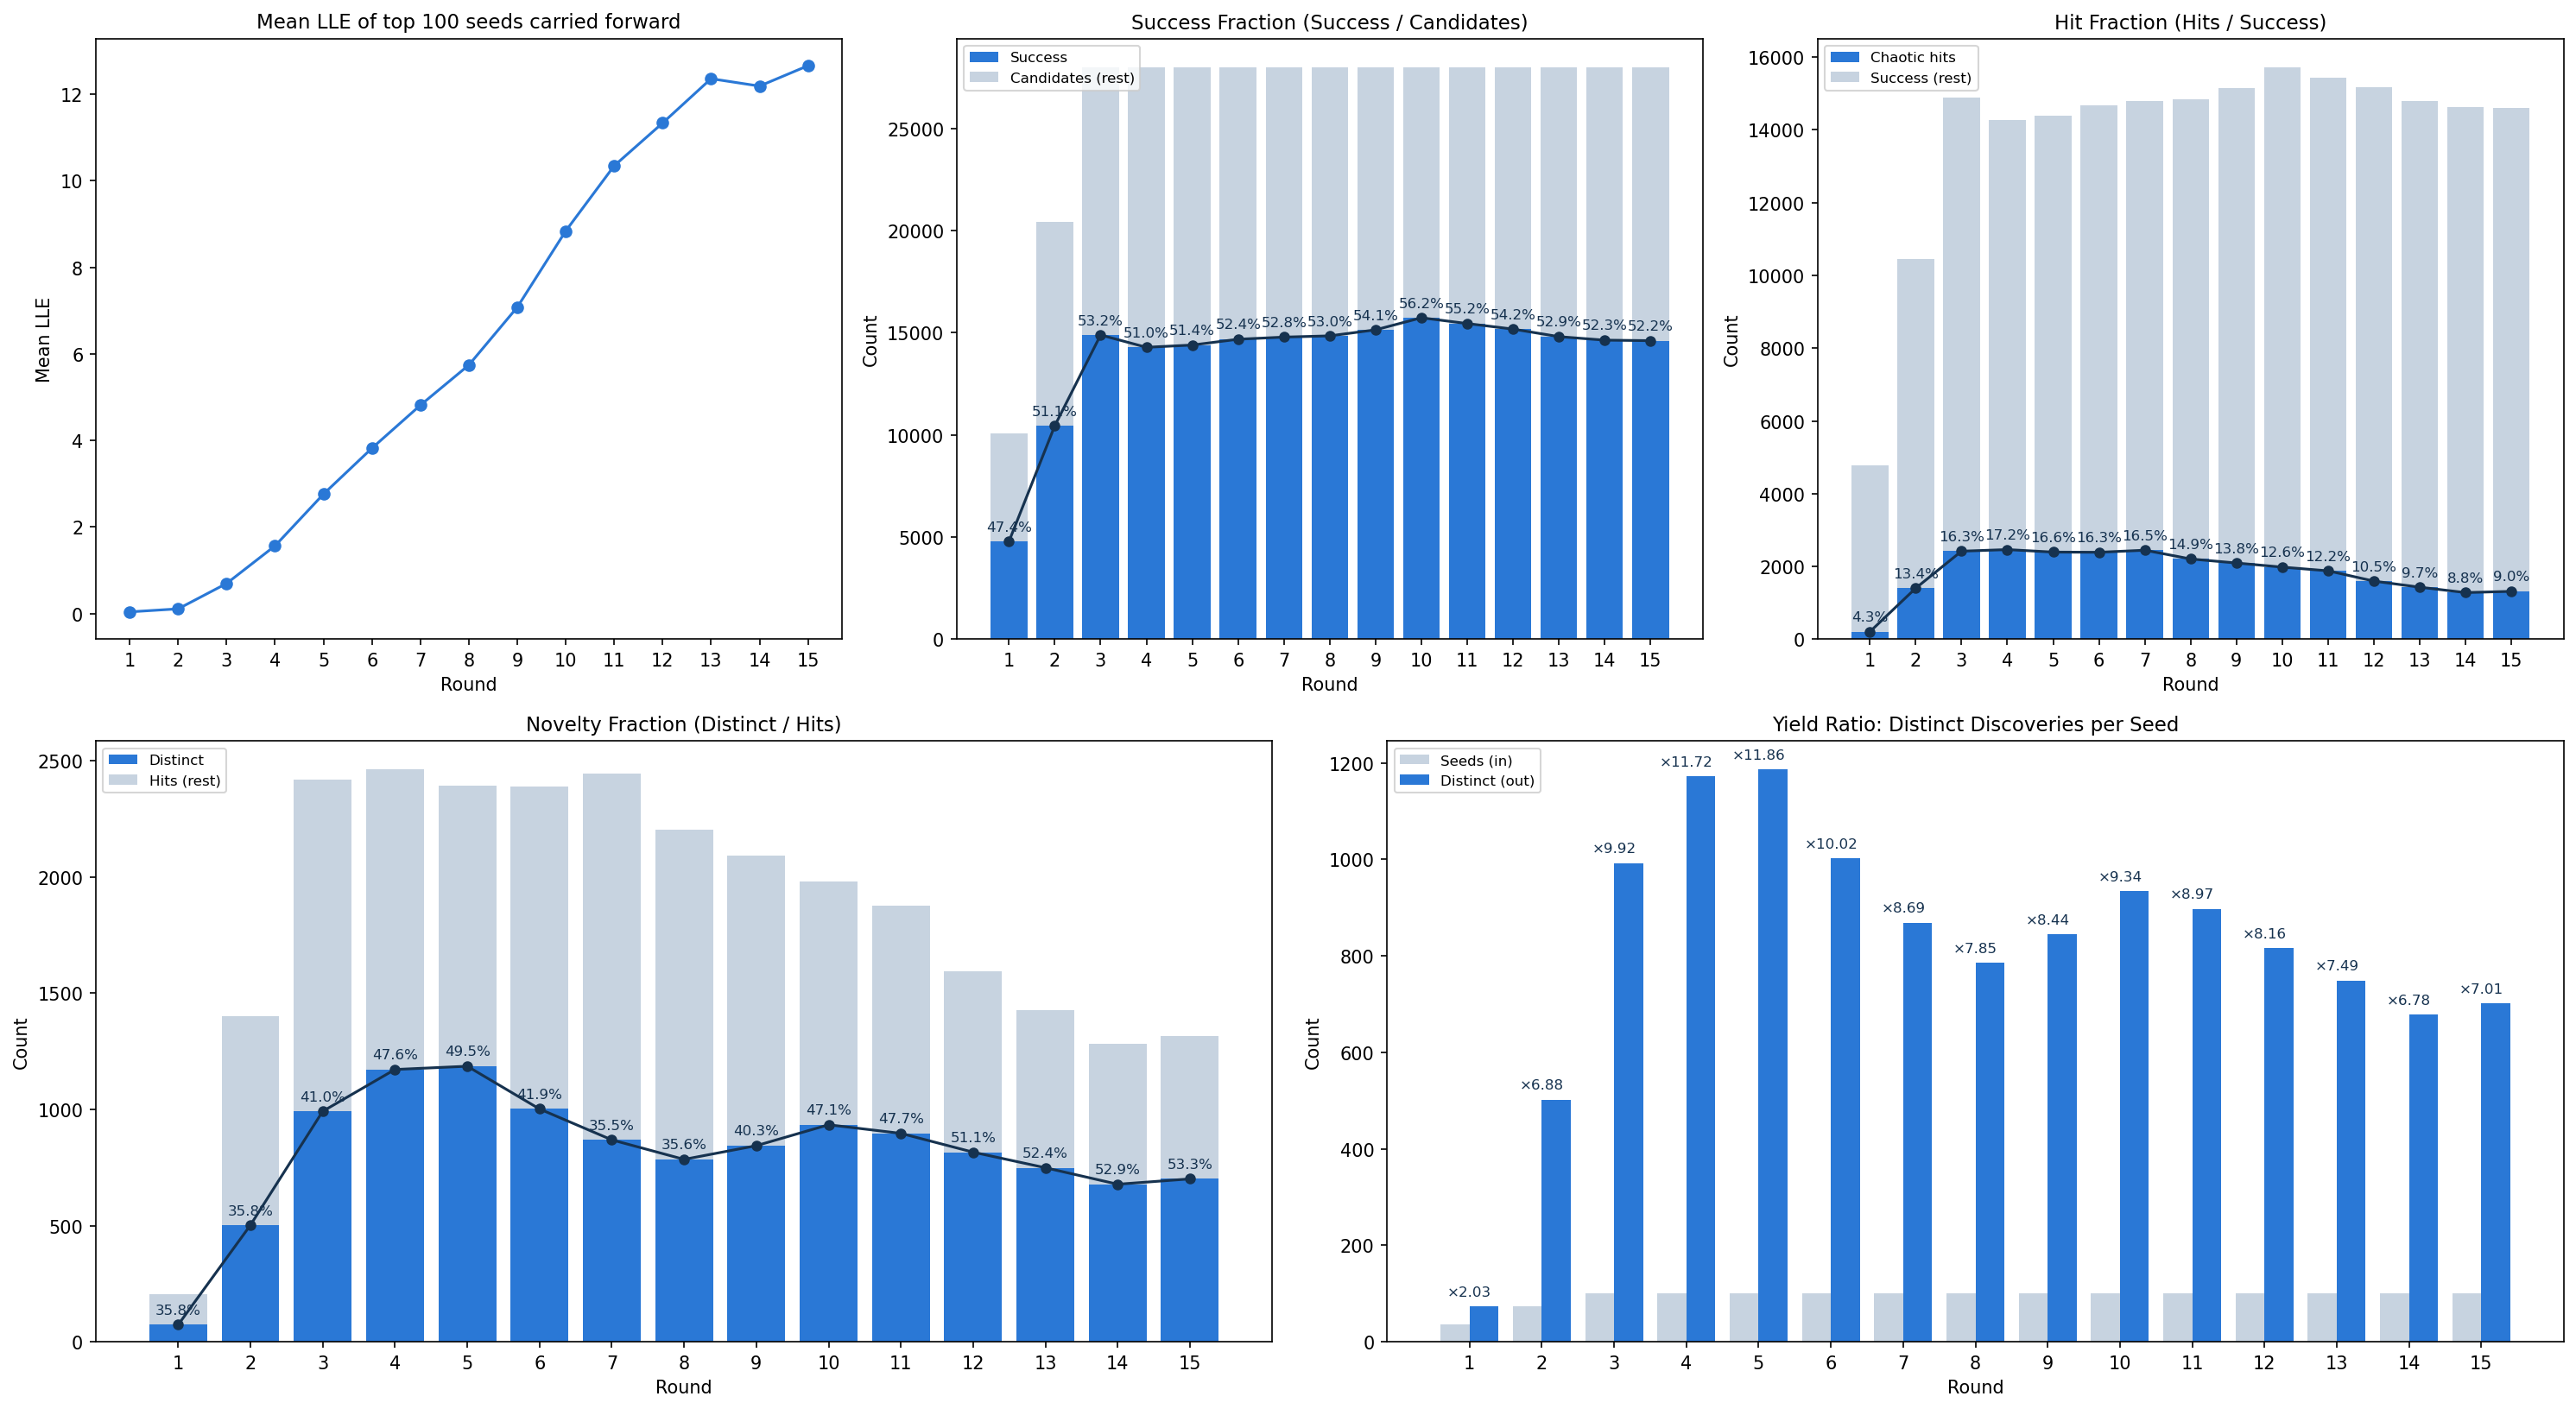 Mean LLE of top 100 seeds carried forward
Mean LLE
12
10
8
6
4
2
0
1 2 3 4 5 6 7 8 9 10 11 12 13 14 15
Round
Success Fraction (Success / Candidates)
Success
Candidates (rest)
Count
25000
20000
15000
10000
5000
0
47.4% 51.1% 53.2% 51.0% 51.4% 52.4% 52.8% 53.0% 54.1% 56.2% 55.2% 54.2% 52.9% 52.3% 52.2%
1 2 3 4 5 6 7 8 9 10 11 12 13 14 15
Round
Hit Fraction (Hits / Success)
Chaotic hits
Success (rest)
Count
16000
14000
12000
10000
8000
6000
4000
2000
0
4.3% 13.4% 16.3% 17.2% 16.6% 16.3% 16.5% 14.9% 13.8% 12.6% 12.2% 10.5% 9.7% 8.8% 9.0%
1 2 3 4 5 6 7 8 9 10 11 12 13 14 15
Round
Novelty Fraction (Distinct / Hits)
Distinct
Hits (rest)
Count
2500
2000
1500
1000
500
0
35.8% 35.8% 41.0% 47.6% 49.5% 41.9% 35.5% 35.6% 40.3% 47.1% 47.7% 51.1% 52.4% 52.9% 53.3%
1 2 3 4 5 6 7 8 9 10 11 12 13 14 15
Round
Yield Ratio: Distinct Discoveries per Seed
Seeds (in)
Distinct (out)
Count
1200
1000
800
600
400
200
0
×2.03 ×6.88 ×9.92 ×11.72 ×11.86 ×10.02 ×8.69 ×7.85 ×8.44 ×9.34 ×8.97 ×8.16 ×7.49 ×6.78 ×7.01
1 2 3 4 5 6 7 8 9 10 11 12 13 14 15
Round